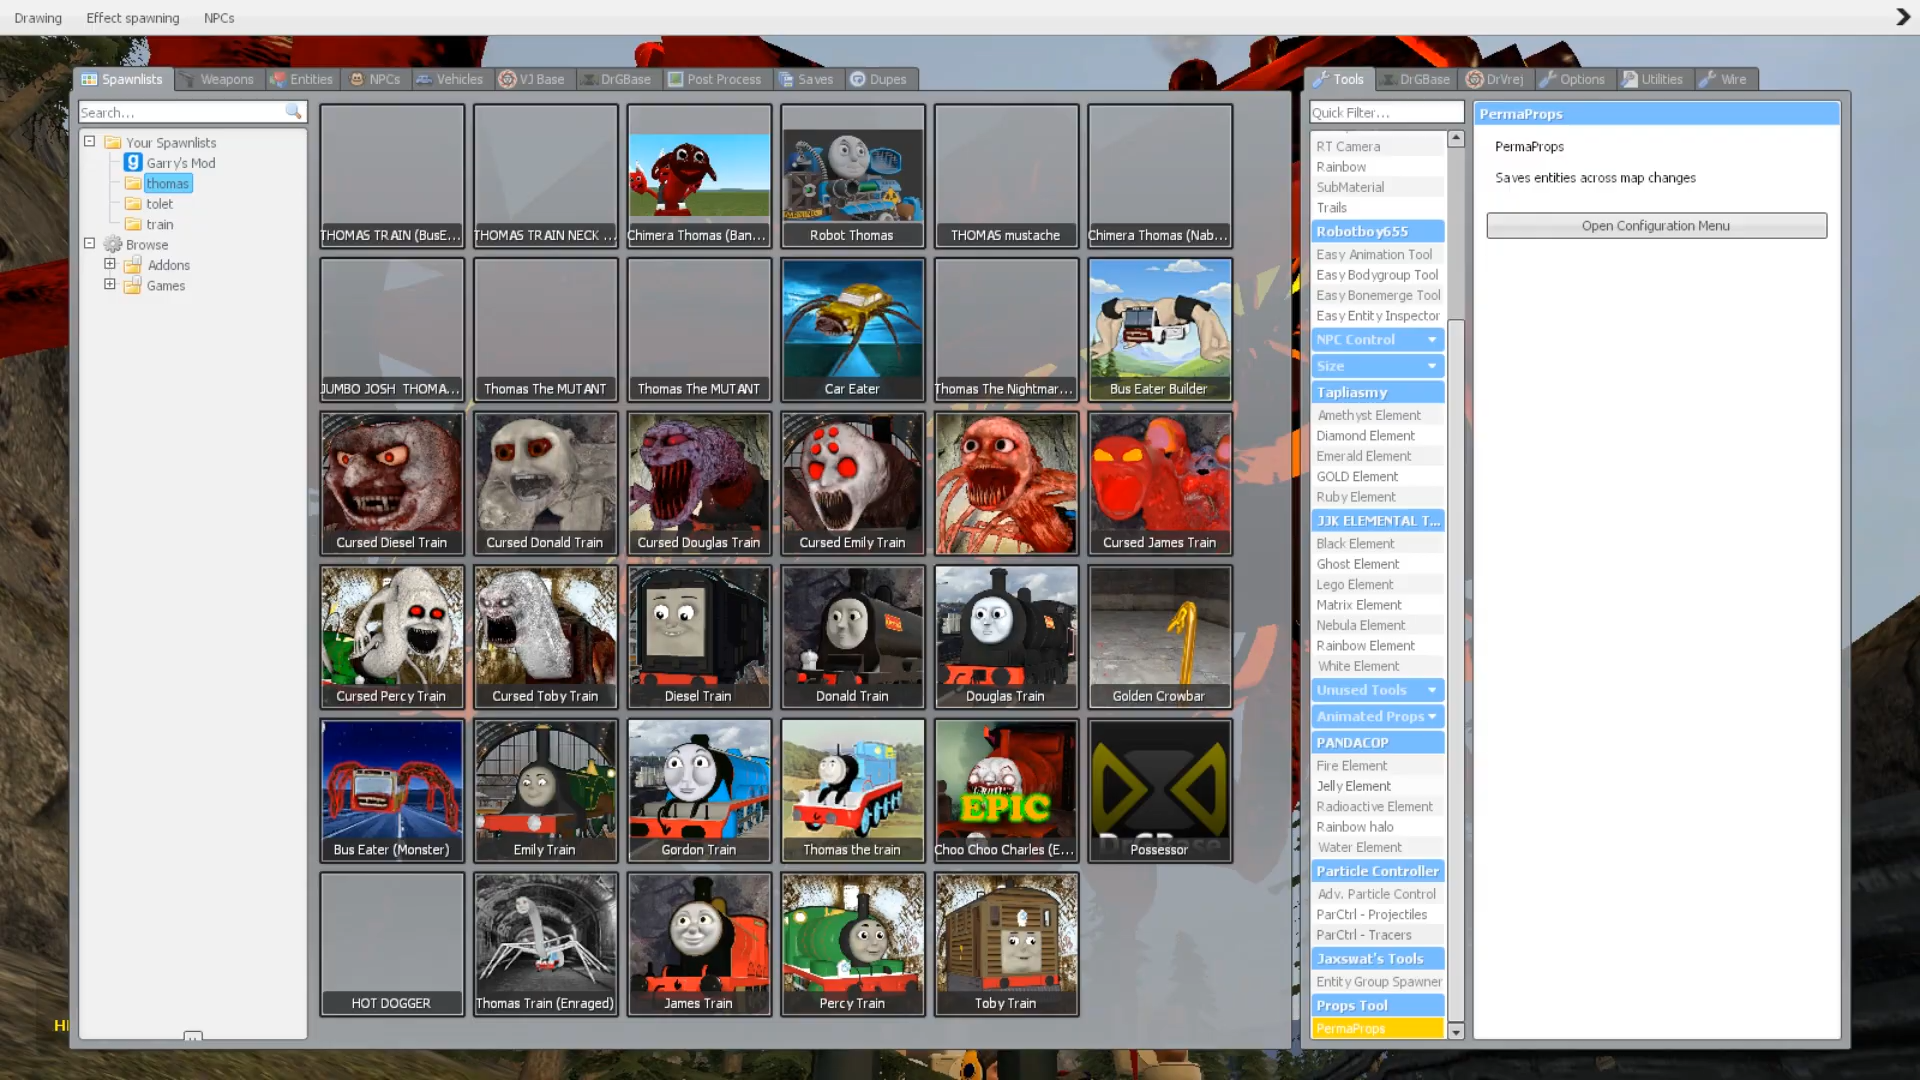 Drawing Effect spawning NPCs
Spawnlists Weapons Entities NPCs Vehicles VJ Base DrGBase Post Process Saves Dupes
Search...
Your Spawnlists
Garry's Mod
thomas
tolet
train
Browse
Addons
Games
THOMAS TRAIN (BusE... THOMAS TRAIN NECK ... Chimera Thomas (Ban... Robot Thomas THOMAS mustache Chimera Thomas (Nab...
JUMBO JOSH THOMA... Thomas The MUTANT Thomas The MUTANT Car Eater Thomas The Nightmar... Bus Eater Builder
Cursed Diesel Train Cursed Donald Train Cursed Douglas Train Cursed Emily Train Cursed James Train
Cursed Percy Train Cursed Toby Train Diesel Train Donald Train Douglas Train Golden Crowbar
EPIC
Bus Eater (Monster) Emily Train Gordon Train Thomas the train Choo Choo Charles (E... Possessor
HOT DOGGER Thomas Train (Enraged) James Train Percy Train Toby Train
Tools DrGBase DrVrej Options Utilities Wire
Quick Filter...
RT Camera
Rainbow
SubMaterial
Trails
Robotboy655
Easy Animation Tool
Easy Bodygroup Tool
Easy Bonemerge Tool
Easy Entity Inspector
NPC Control
Size
Tapliasmy
Amethyst Element
Diamond Element
Emerald Element
GOLD Element
Ruby Element
JJK ELEMENTAL T...
Black Element
Ghost Element
Lego Element
Matrix Element
Nebula Element
Rainbow Element
White Element
Unused Tools
Animated Props
PANDACOP
Fire Element
Jelly Element
Radioactive Element
Rainbow halo
Water Element
Particle Controller
Adv. Particle Control
ParCtrl - Projectiles
ParCtrl - Tracers
Jaxswat's Tools
Entity Group Spawner
Props Tool
PermaProps
PermaProps
PermaProps
Saves entities across map changes
Open Configuration Menu